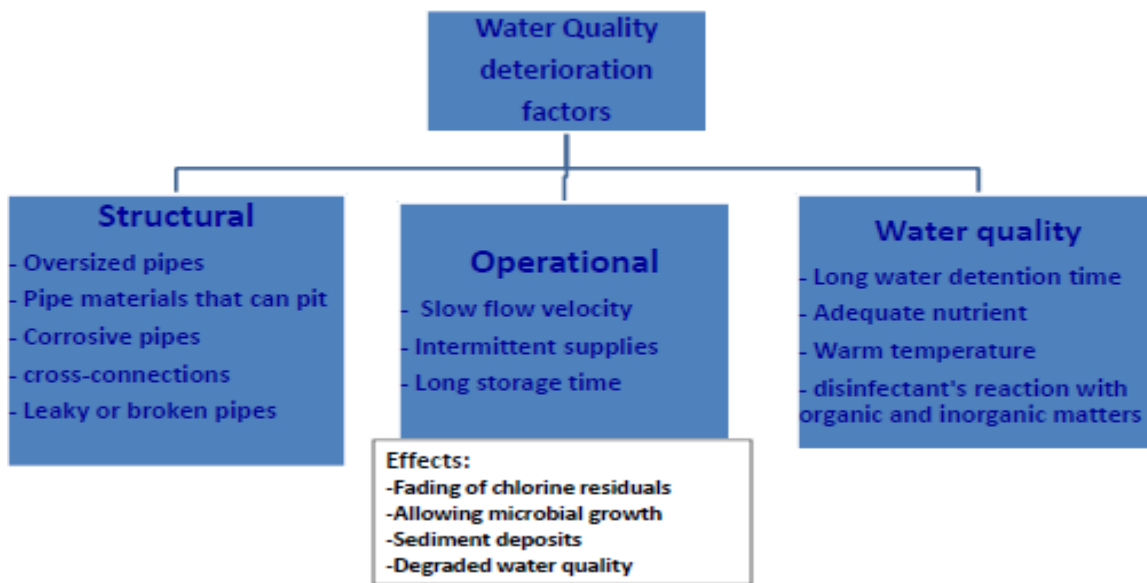 Water Quality
deterioration
factors
Structural
- Oversized pipes
- Pipe materials that can pit
- Corrosive pipes
- cross-connections
- Leaky or broken pipes
Operational
- Slow flow velocity
- Intermittent supplies
- Long storage time
Effects:
-Fading of chlorine residuals
-Allowing microbial growth
-Sediment deposits
-Degraded water quality
Water quality
- Long water detention time
- Adequate nutrient
- Warm temperature
- disinfectant's reaction with
organic and inorganic matters